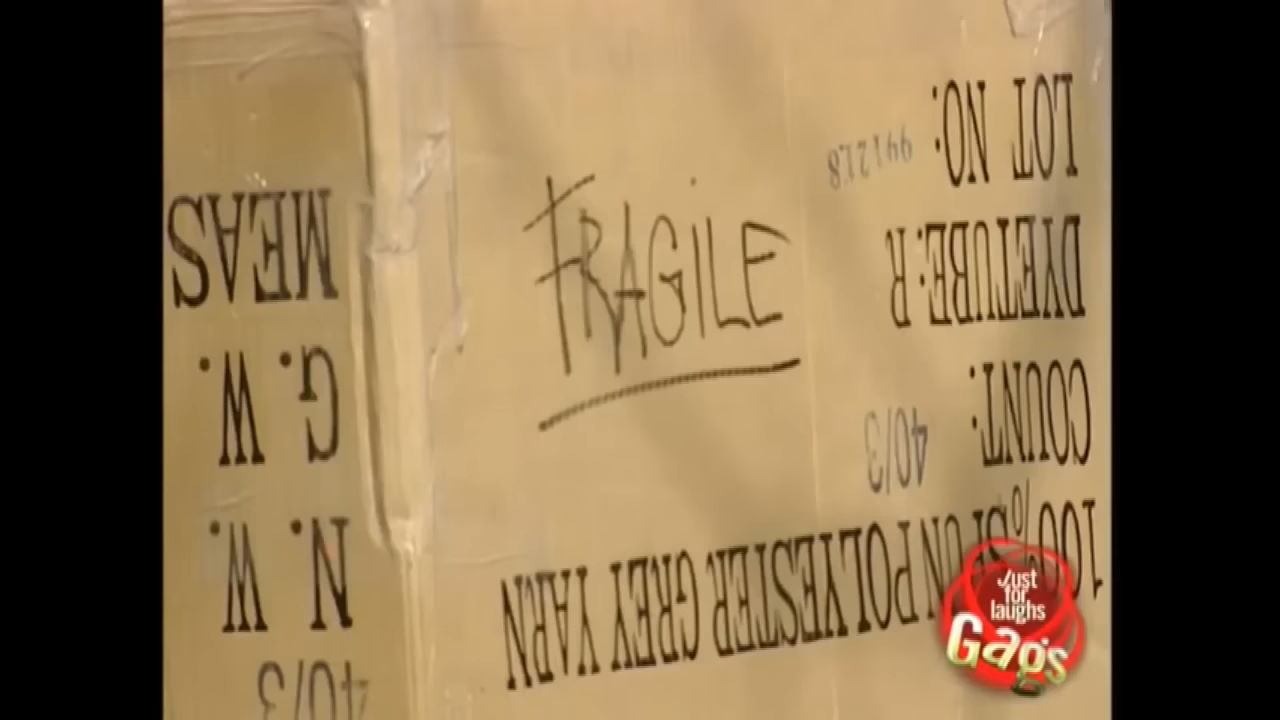 FRAGILE
100% SPUN POLYESTER GREY YARN
COUNT: 40/3
DYETUBE: R
LOT NO: 991218
40/3
N. W.
G. W.
MEAS
Just
for
laughs
Gags